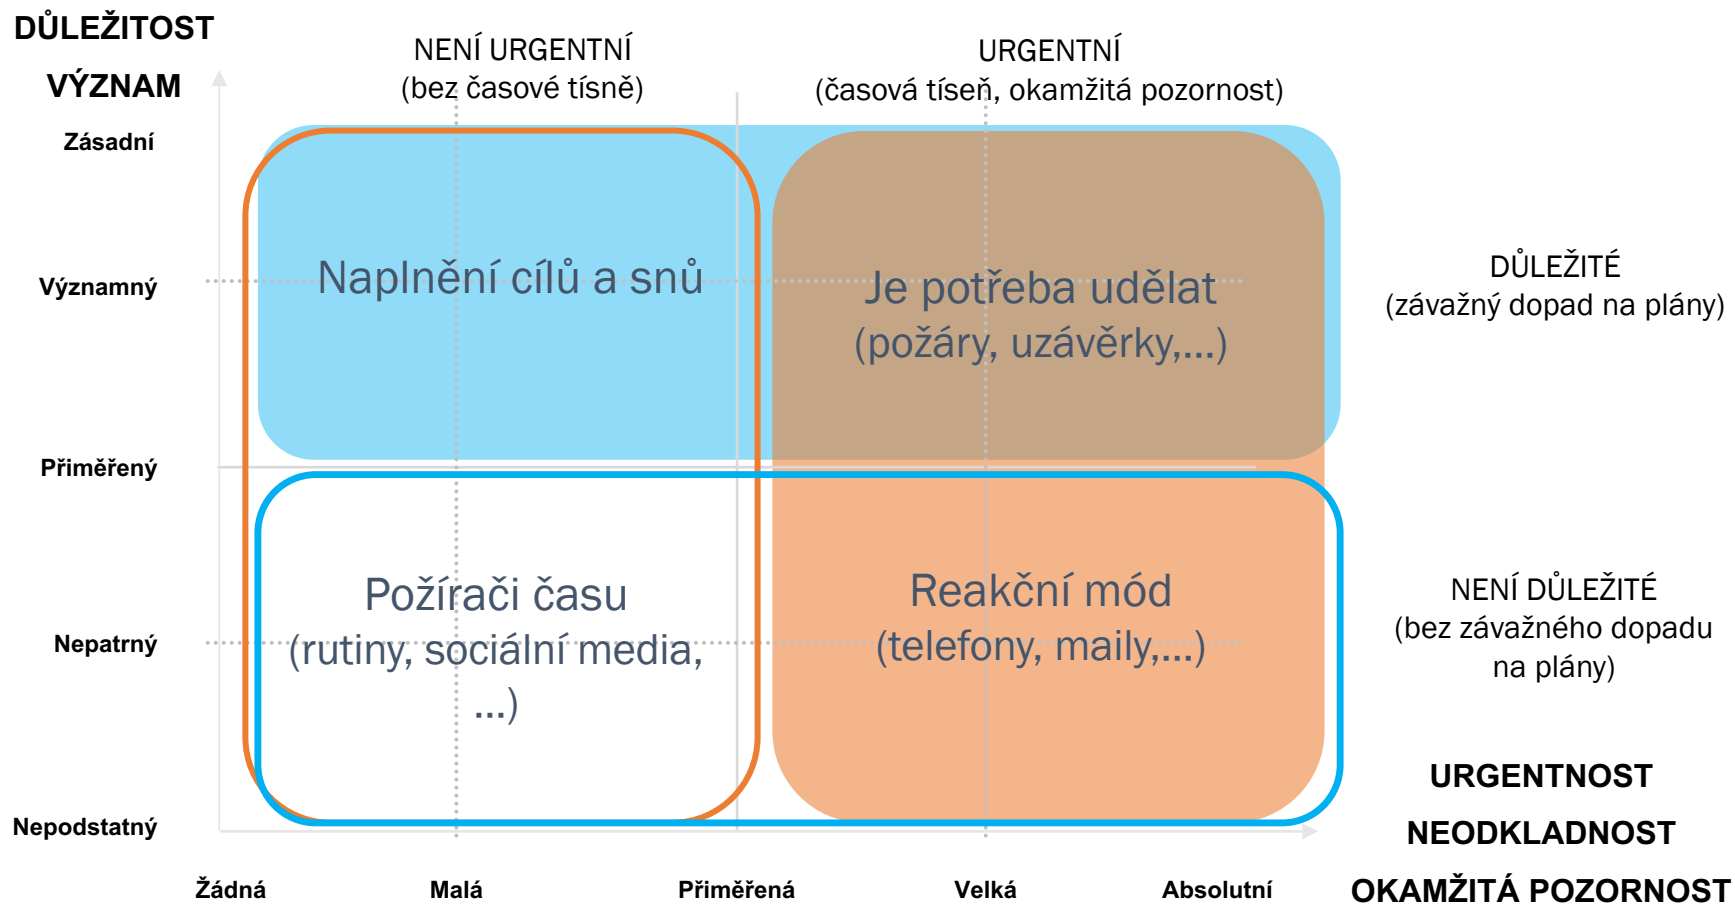 DŮLEŽITOST
VÝZNAM
NENÍ URGENTNÍ
(bez časové tísně)
URGENTNÍ
(časová tíseň, okamžitá pozornost)
Zásadní
Významný
Přiměřený
Nepatrný
Nepodstatný
Naplnění cílů a snů
Je potřeba udělat
(požáry, uzávěrky,...)
DŮLEŽITÉ
(závažný dopad na plány)
Požírači času
(rutiny, sociální media,
...)
Reakční mód
(telefony, maily,...)
NENÍ DŮLEŽITÉ
(bez závažného dopadu
na plány)
URGENTNOST
NEODKLADNOST
OKAMŽITÁ POZORNOST
Žádná
Malá
Přiměřená
Velká
Absolutní